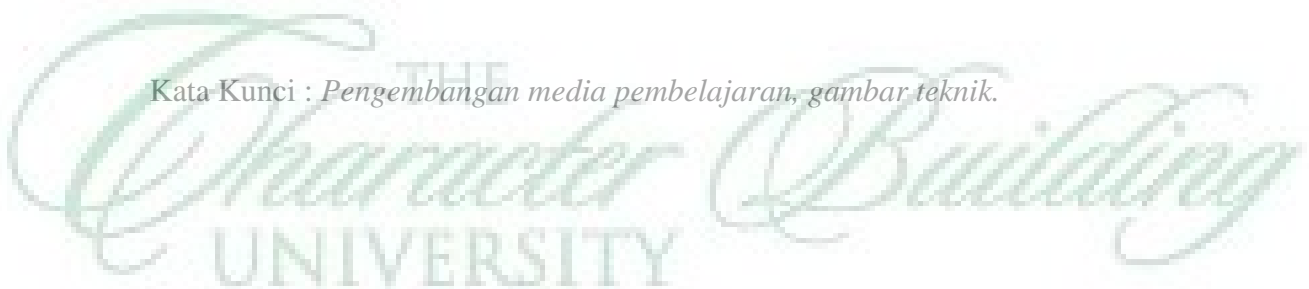 THE
Kata Kunci : Pengembangan media pembelajaran, gambar teknik.
Character Building
UNIVERSITY